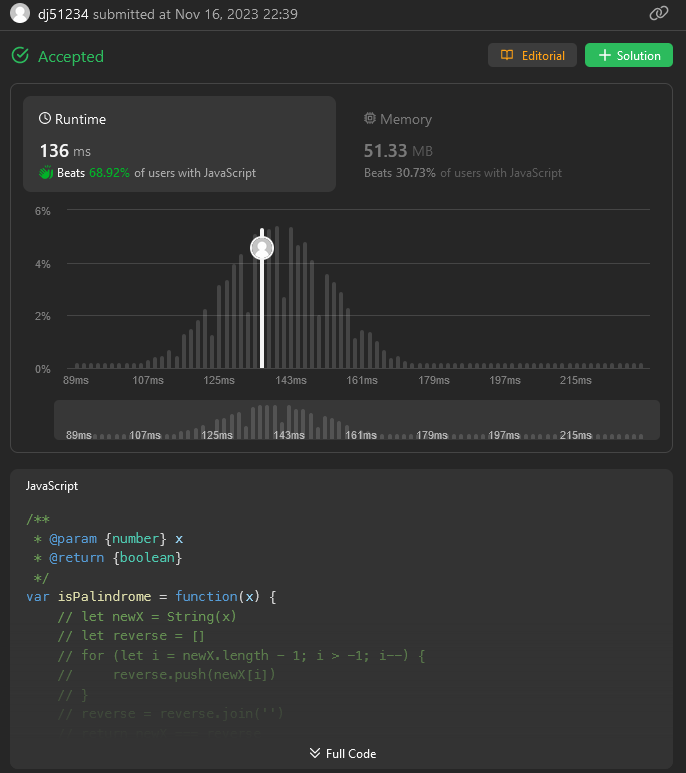 dj51234 submitted at Nov 16, 2023 22:39
Accepted
Editorial
Solution
Runtime
136 ms
Beats 68.92% of users with JavaScript
Memory
51.33 MB
Beats 30.73% of users with JavaScript
6%
4%
2%
0%
89ms 107ms 125ms 143ms 161ms 179ms 197ms 215ms
89ms 107ms 125ms 143ms 161ms 179ms 197ms 215ms
JavaScript
/**
 * @param {number} x
 * @return {boolean}
 */
var isPalindrome = function(x) {
    // let newX = String(x)
    // let reverse = []
    // for (let i = newX.length - 1; i > -1; i--) {
    //     reverse.push(newX[i])
    // }
    // reverse = reverse.join('')
Full Code